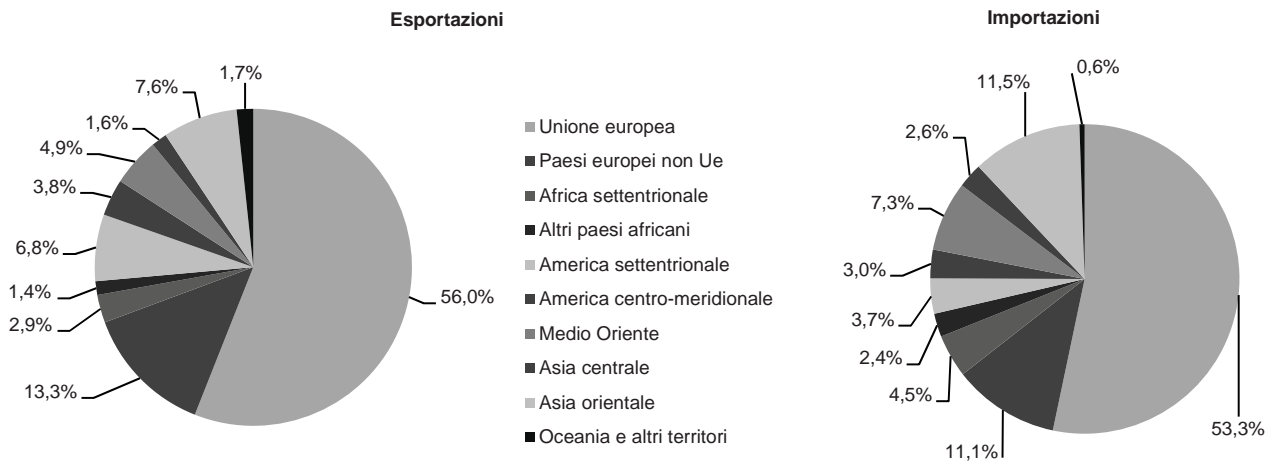 Esportazioni
1,7%
7,6%
1,6%
4,9%
3,8%
6,8%
1,4%
2,9%
13,3%
56,0%
Unione europea
Paesi europei non Ue
Africa settentrionale
Altri paesi africani
America settentrionale
America centro-meridionale
Medio Oriente
Asia centrale
Asia orientale
Oceania e altri territori
Importazioni
0,6%
11,5%
2,6%
7,3%
3,0%
3,7%
2,4%
4,5%
11,1%
53,3%